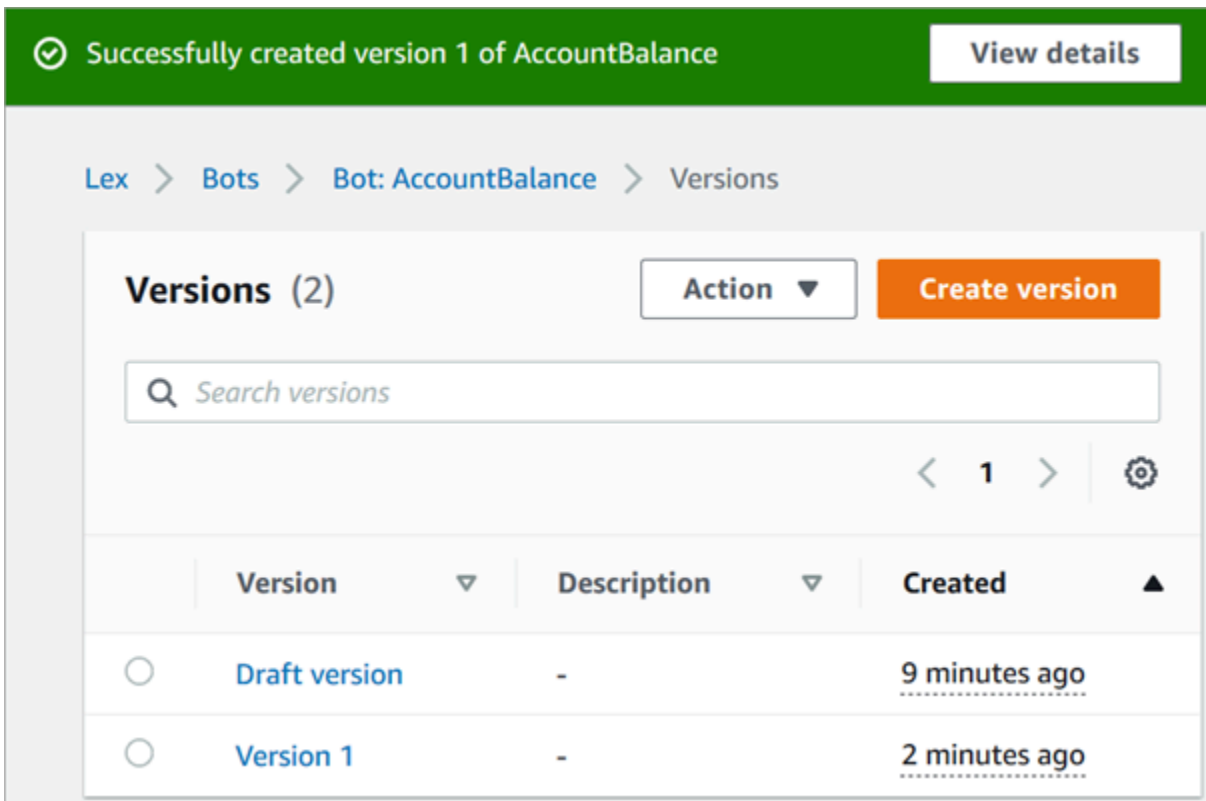 Successfully created version 1 of AccountBalance View details
Lex > Bots > Bot: AccountBalance > Versions
Versions (2) Action Create version
Search versions
1
Version Description Created
Draft version - 9 minutes ago
Version 1 - 2 minutes ago